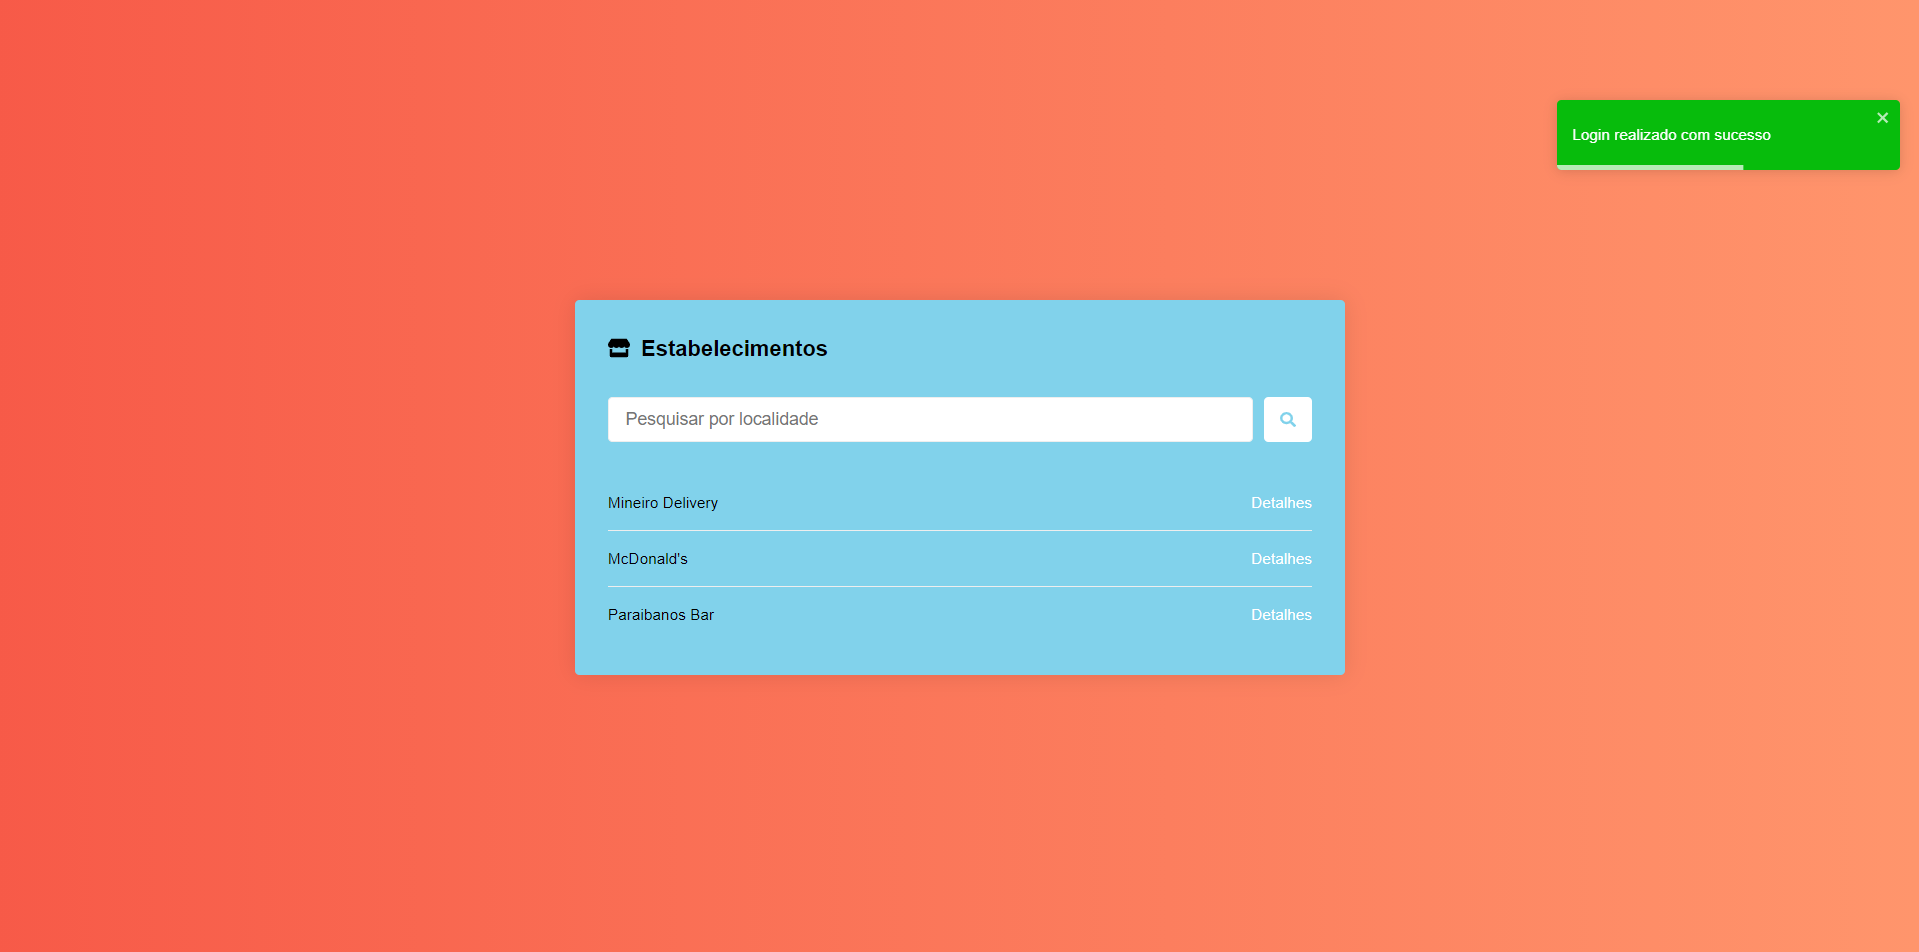 Login realizado com sucesso
Estabelecimentos
Pesquisar por localidade
Mineiro Delivery Detalhes
McDonald's Detalhes
Paraibanos Bar Detalhes